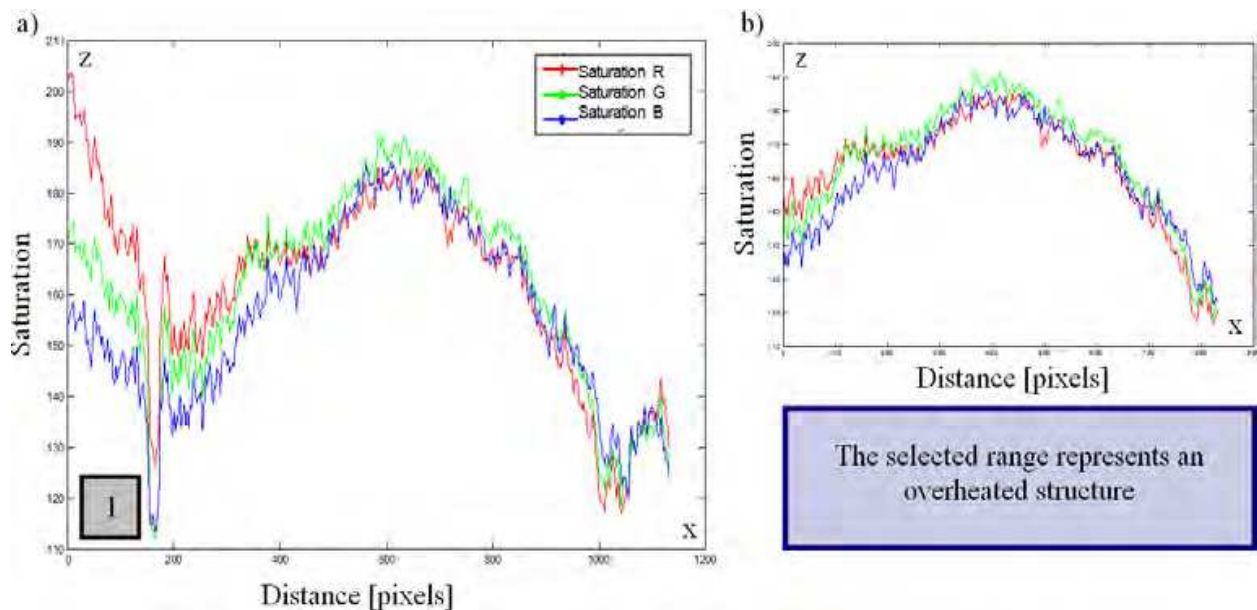 a)
210
200
190
180
170
160
150
140
130
120
110
Z
Saturation R
Saturation G
Saturation B
Saturation
1
X
0
200
400
600
800
1000
1200
Distance [pixels]
b)
Z
Saturation
X
Distance [pixels]
The selected range represents an
overheated structure